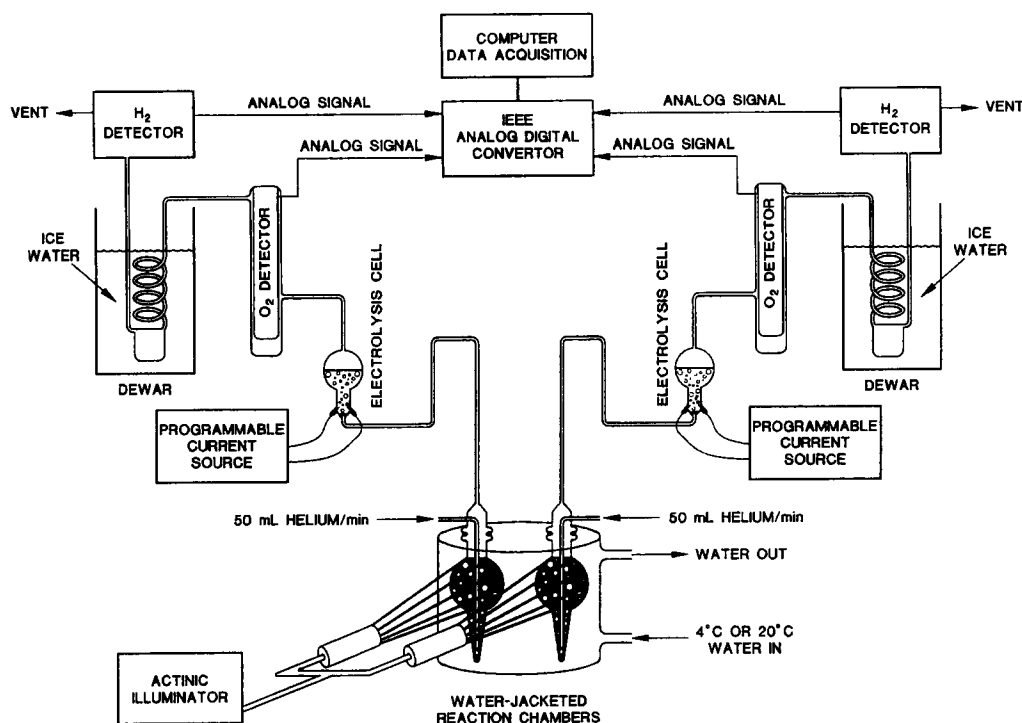 COMPUTER
DATA ACQUISITION
VENT
H2
DETECTOR
ANALOG SIGNAL
IEEE
ANALOG DIGITAL
CONVERTOR
ANALOG SIGNAL
H2
DETECTOR
VENT
ANALOG SIGNAL
ANALOG SIGNAL
ICE
WATER
O2 DETECTOR
ELECTROLYSIS CELL
ELECTROLYSIS CELL
O2 DETECTOR
ICE
WATER
DEWAR
DEWAR
PROGRAMMABLE
CURRENT
SOURCE
PROGRAMMABLE
CURRENT
SOURCE
50 mL HELIUM/min
50 mL HELIUM/min
WATER OUT
4°C OR 20°C
WATER IN
ACTINIC
ILLUMINATOR
WATER-JACKETED
REACTION CHAMBERS